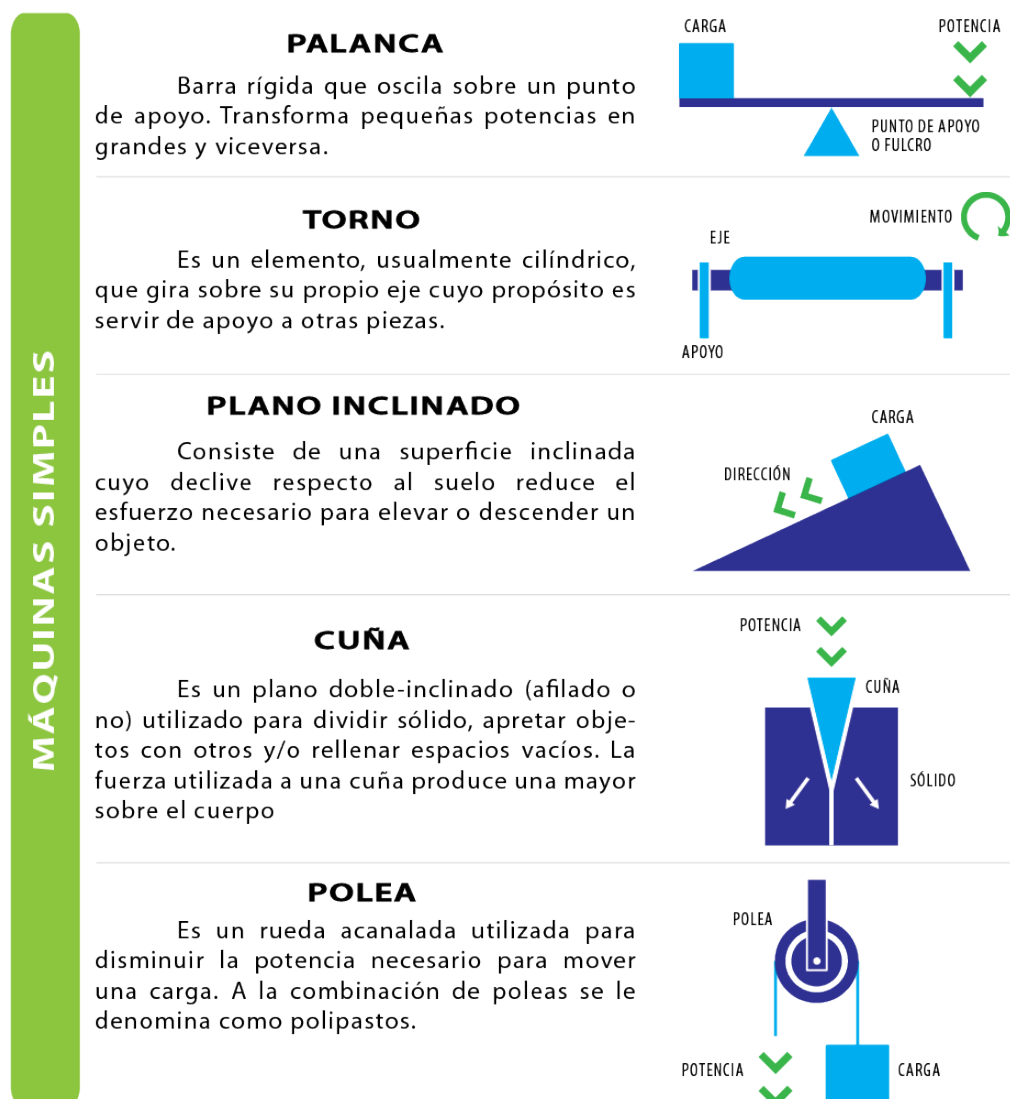 MÁQUINAS SIMPLES
PALANCA
Barra rígida que oscila sobre un punto
de apoyo. Transforma pequeñas potencias en
grandes y viceversa.
CARGA
POTENCIA
PUNTO DE APOYO
O FULCRO
TORNO
Es un elemento, usualmente cilíndrico,
que gira sobre su propio eje cuyo propósito es
servir de apoyo a otras piezas.
MOVIMIENTO
EJE
APOYO
PLANO INCLINADO
Consiste de una superficie inclinada
cuyo declive respecto al suelo reduce el
esfuerzo necesario para elevar o descender un
objeto.
CARGA
DIRECCIÓN
CUÑA
Es un plano doble-inclinado (afilado o
no) utilizado para dividir sólido, apretar obje-
tos con otros y/o rellenar espacios vacíos. La
fuerza utilizada a una cuña produce una mayor
sobre el cuerpo
POTENCIA
CUÑA
SÓLIDO
POLEA
Es un rueda acanalada utilizada para
disminuir la potencia necesario para mover
una carga. A la combinación de poleas se le
denomina como polipastos.
POLEA
POTENCIA
CARGA